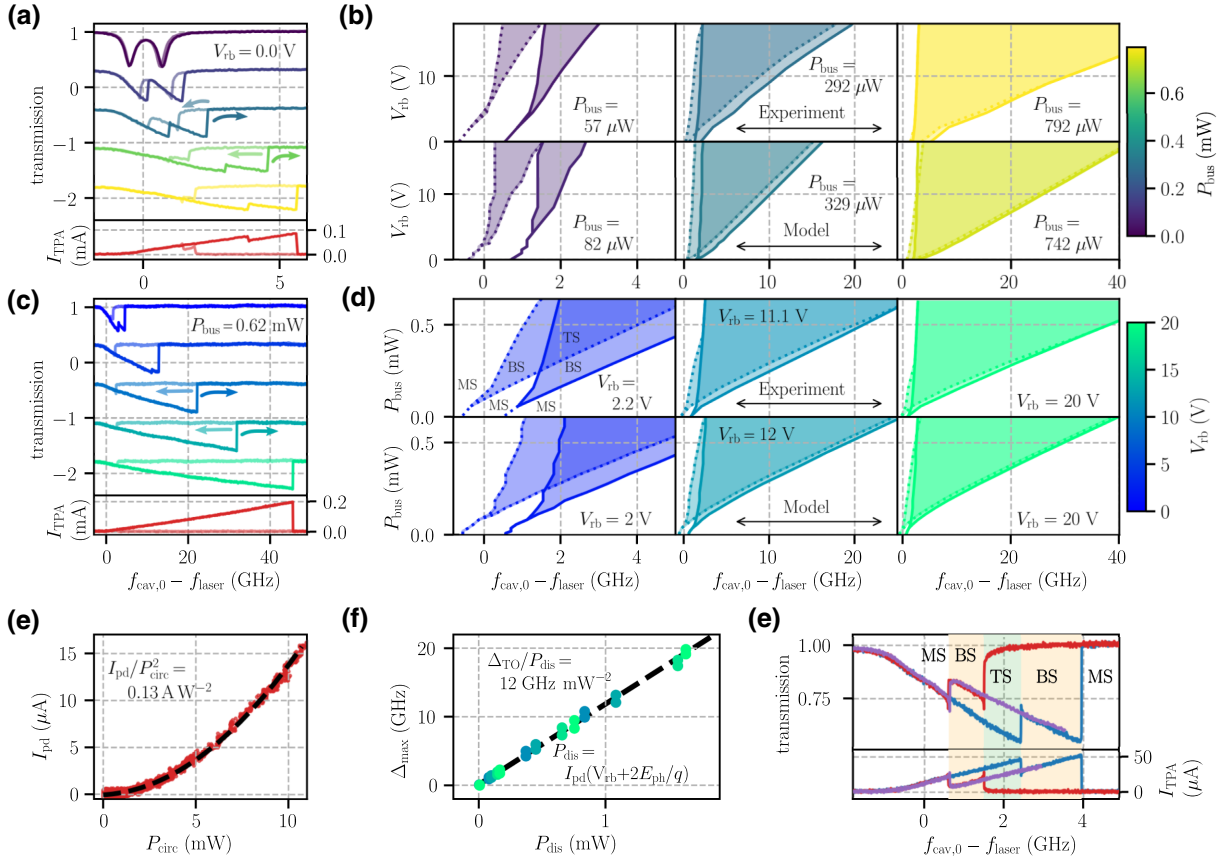 (a)
V_rb = 0.0 V
transmission
1
0
−1
−2
I_TPA
(mA)
0.1
0.0
0
5
(b)
V_rb (V)
10
0
P_bus =
57 μW
P_bus =
292 μW
Experiment
P_bus =
792 μW
V_rb (V)
10
0
P_bus =
82 μW
P_bus =
329 μW
Model
P_bus =
742 μW
0
2
4
0
10
20
0
20
40
0.6
0.4
0.2
0.0
P_bus (mW)
(c)
P_bus = 0.62 mW
transmission
1
0
−1
−2
I_TPA
(mA)
0.2
0.0
0
20
40
f_cav,0 − f_laser (GHz)
(d)
P_bus (mW)
0.5
0.0
MS
BS
TS
BS
MS
MS
V_rb =
2.2 V
V_rb = 11.1 V
Experiment
V_rb = 20 V
P_bus (mW)
0.5
0.0
V_rb = 2 V
V_rb = 12 V
Model
V_rb = 20 V
0
2
4
0
10
20
0
20
40
f_cav,0 − f_laser (GHz)
f_cav,0 − f_laser (GHz)
f_cav,0 − f_laser (GHz)
20
15
10
5
0
V_rb (V)
(e)
I_pd/P²_circ =
0.13 A W⁻²
I_pd (μA)
15
10
5
0
0
5
10
P_circ (mW)
(f)
Δ_TO/P_dis =
12 GHz mW⁻²
P_dis =
I_pd(V_rb+2E_ph/q)
Δ_max (GHz)
20
10
0
0
1
P_dis (mW)
(e)
transmission
1.00
0.75
MS
BS
TS
BS
MS
50
0
I_TPA
(μA)
0
2
4
f_cav,0 − f_laser (GHz)